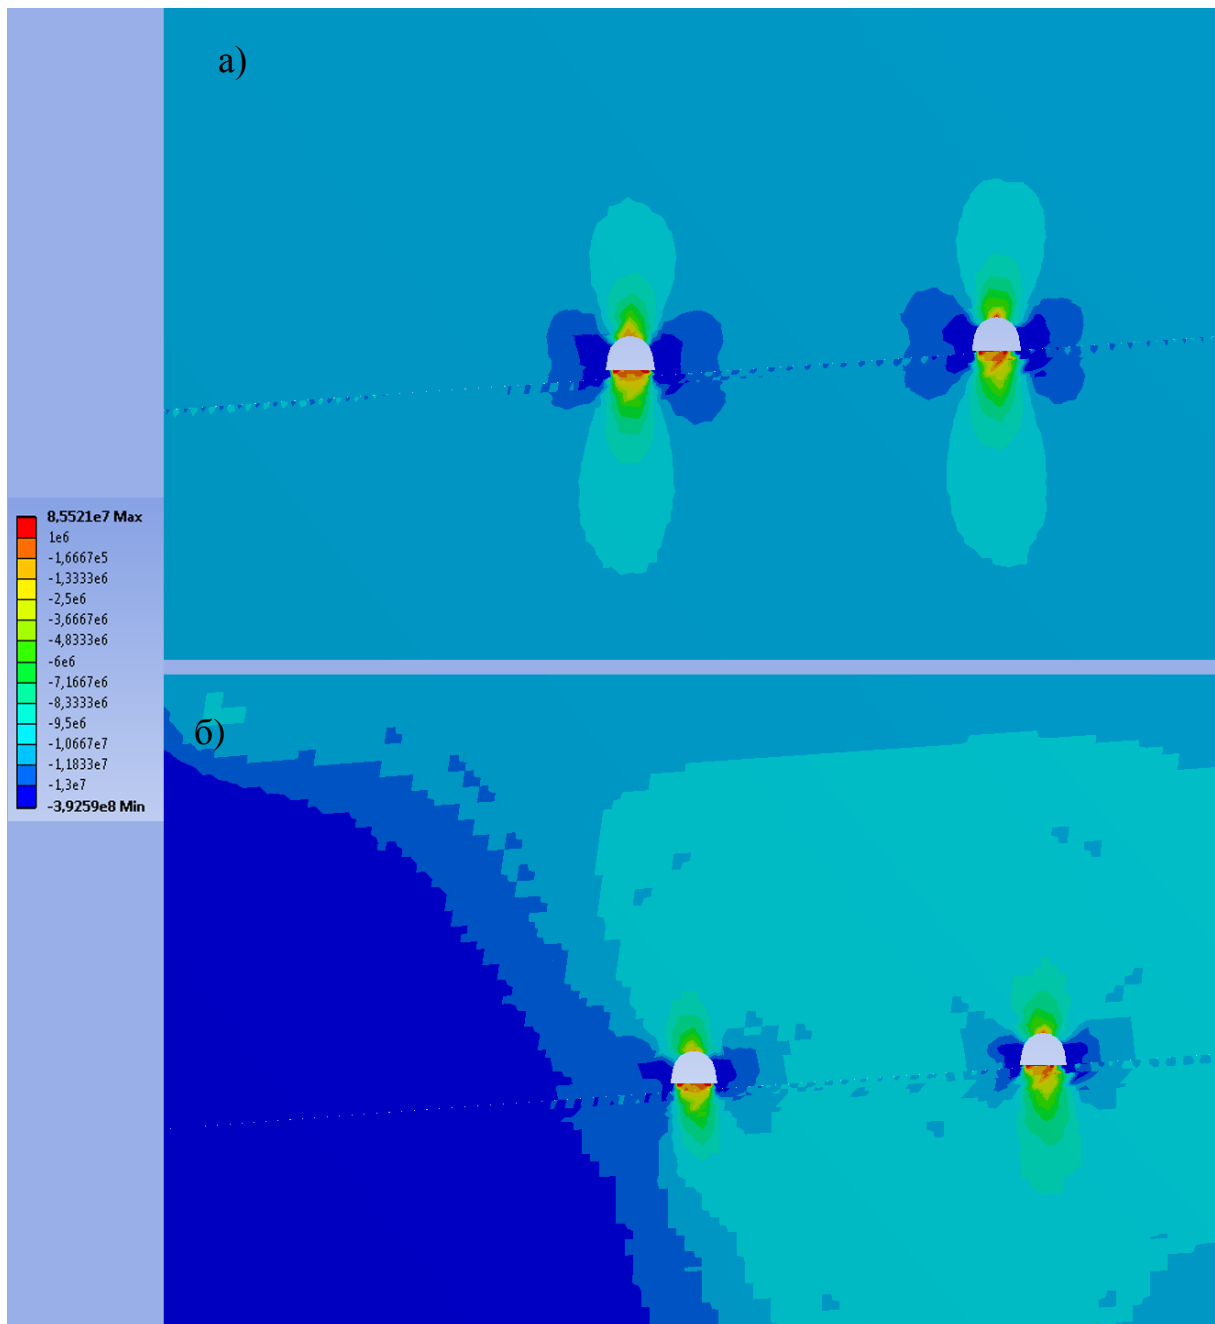 а)
8,5521e7 Max
1e6
-1,6667e5
-1,3333e6
-2,5e6
-3,6667e6
-4,8333e6
-6e6
-7,1667e6
-8,3333e6
-9,5e6
-1,0667e7
-1,1833e7
-1,3e7
-3,9259e8 Min
б)